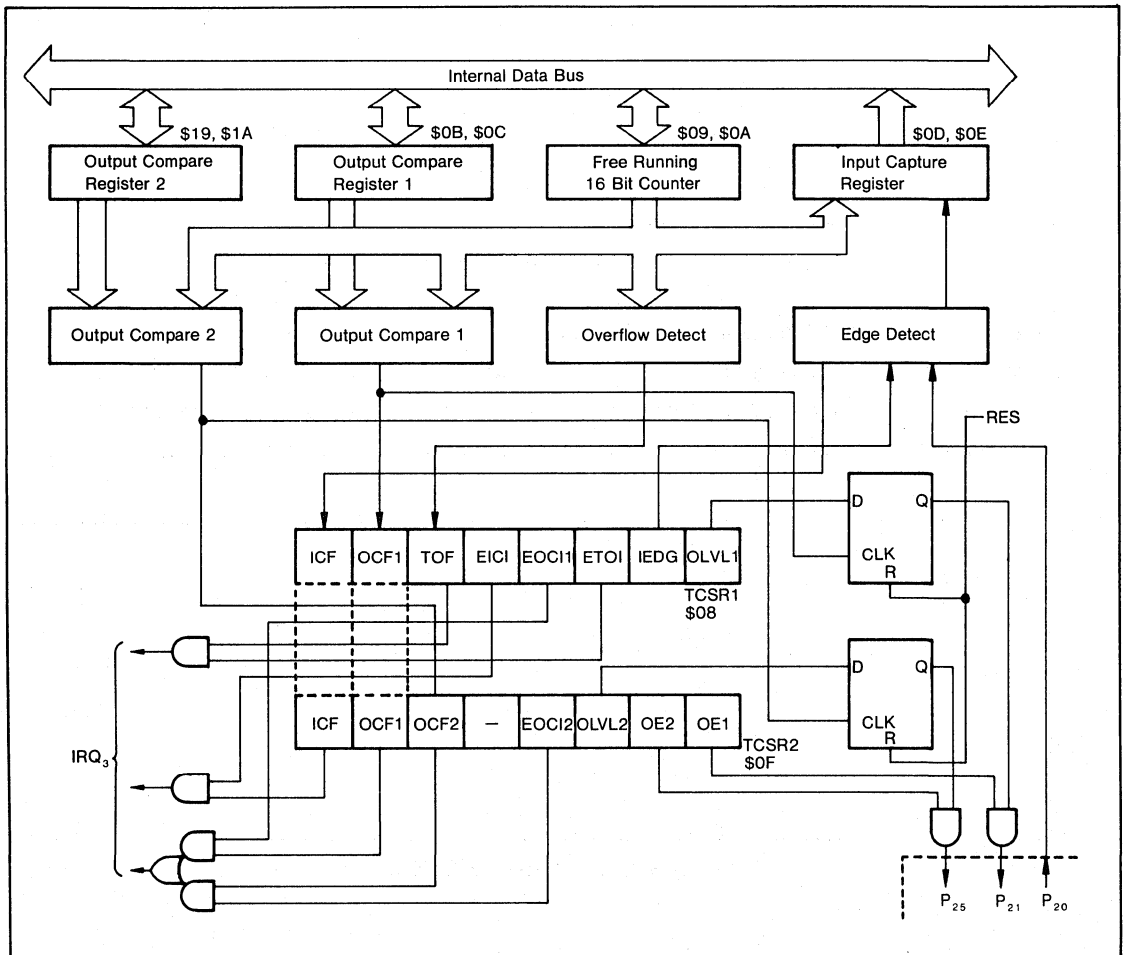 Internal Data Bus
$19, $1A
$0B, $0C
$09, $0A
$0D, $0E
Output Compare
Register 2
Output Compare
Register 1
Free Running
16 Bit Counter
Input Capture
Register
Output Compare 2
Output Compare 1
Overflow Detect
Edge Detect
RES
D Q
CLK
R
ICF OCF1 TOF EICI EOCI1 ETOI IEDG OLVL1
TCSR1
$08
D Q
CLK
R
ICF OCF1 OCF2 — EOCI2 OLVL2 OE2 OE1
TCSR2
$0F
IRQ₃
P₂₅ P₂₁ P₂₀